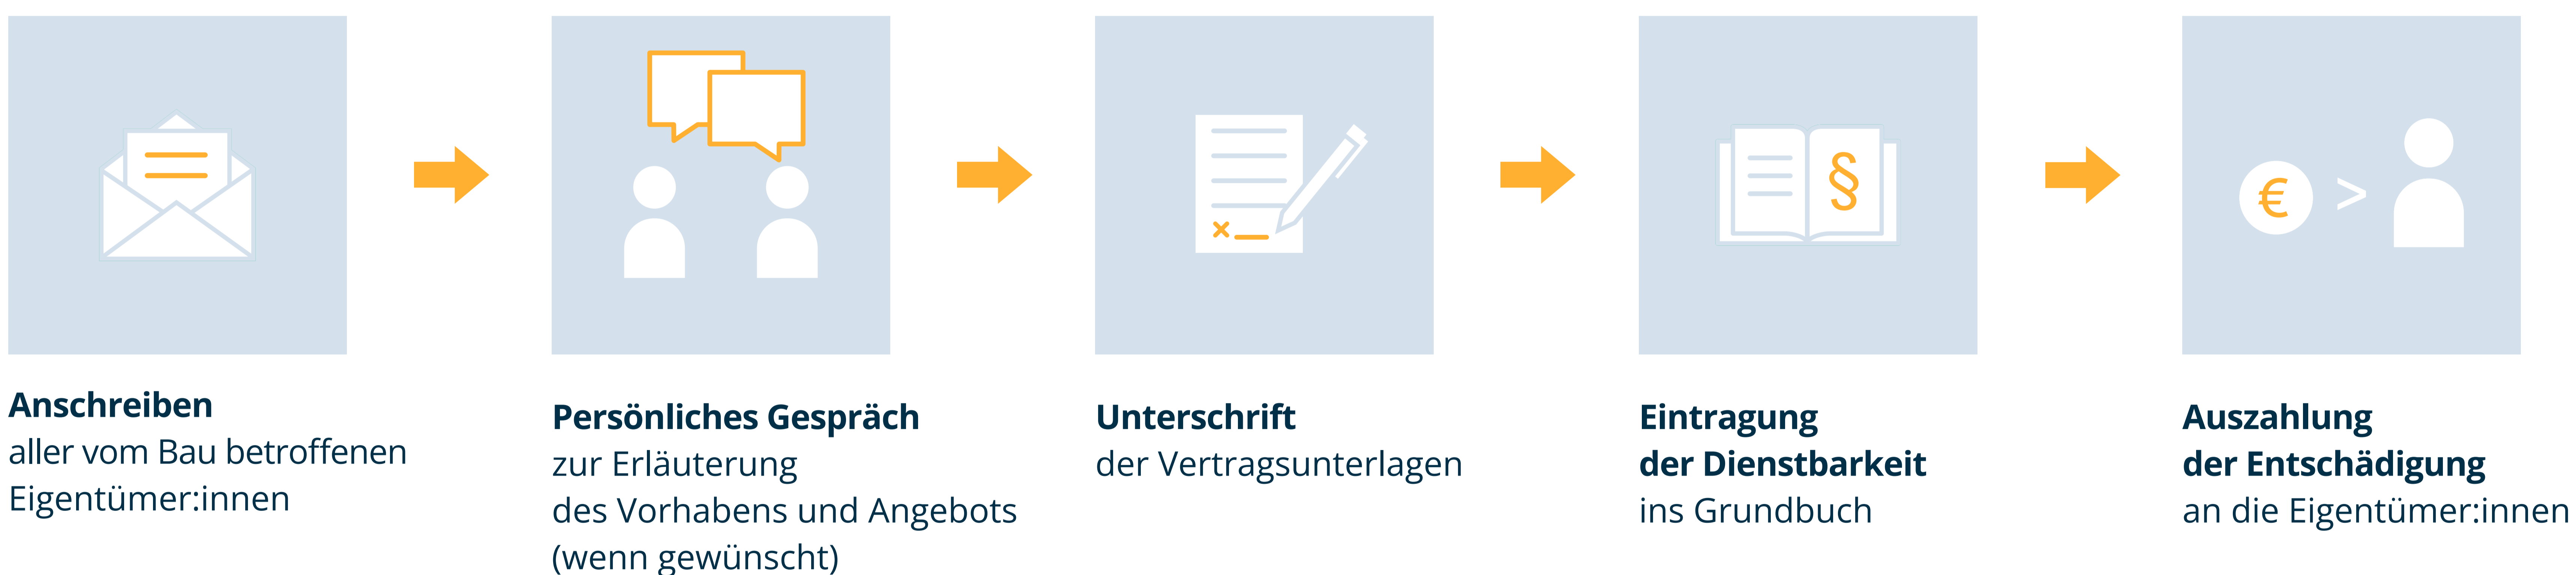 Anschreiben
aller vom Bau betroffenen
Eigentümer:innen
Persönliches Gespräch
zur Erläuterung
des Vorhabens und Angebots
(wenn gewünscht)
Unterschrift
der Vertragsunterlagen
Eintragung
der Dienstbarkeit
ins Grundbuch
Auszahlung
der Entschädigung
an die Eigentümer:innen
§
€ >